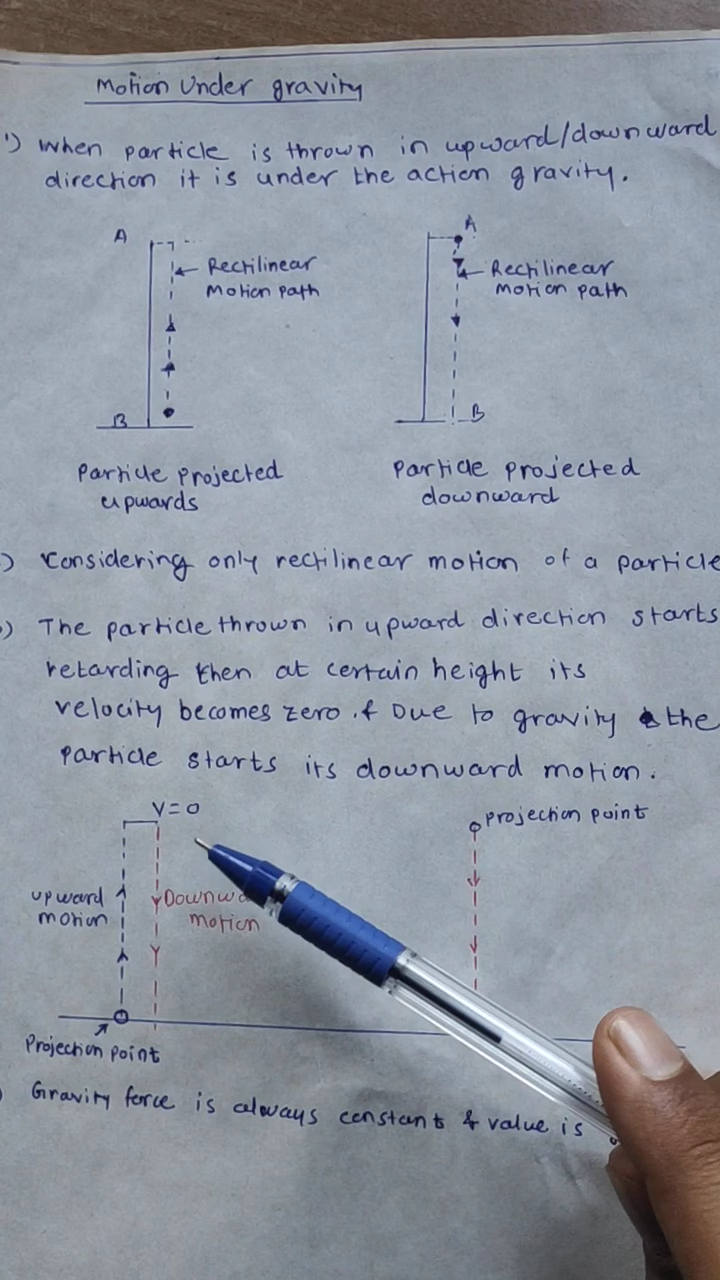 Motion Under gravity
1) When particle is thrown in upward/downward
direction it is under the action gravity.
A
Rectilinear
motion path
B
Particle projected
upwards
A
Rectilinear
motion path
B
Particle projected
downward
) Considering only rectilinear motion of a particle
) The particle thrown in upward direction starts
retarding then at certain height its
velocity becomes zero. & Due to gravity the
particle starts its downward motion.
V=0
upward
motion
Downwa
motion
Projection point
projection point
) Gravity force is always constant & value is